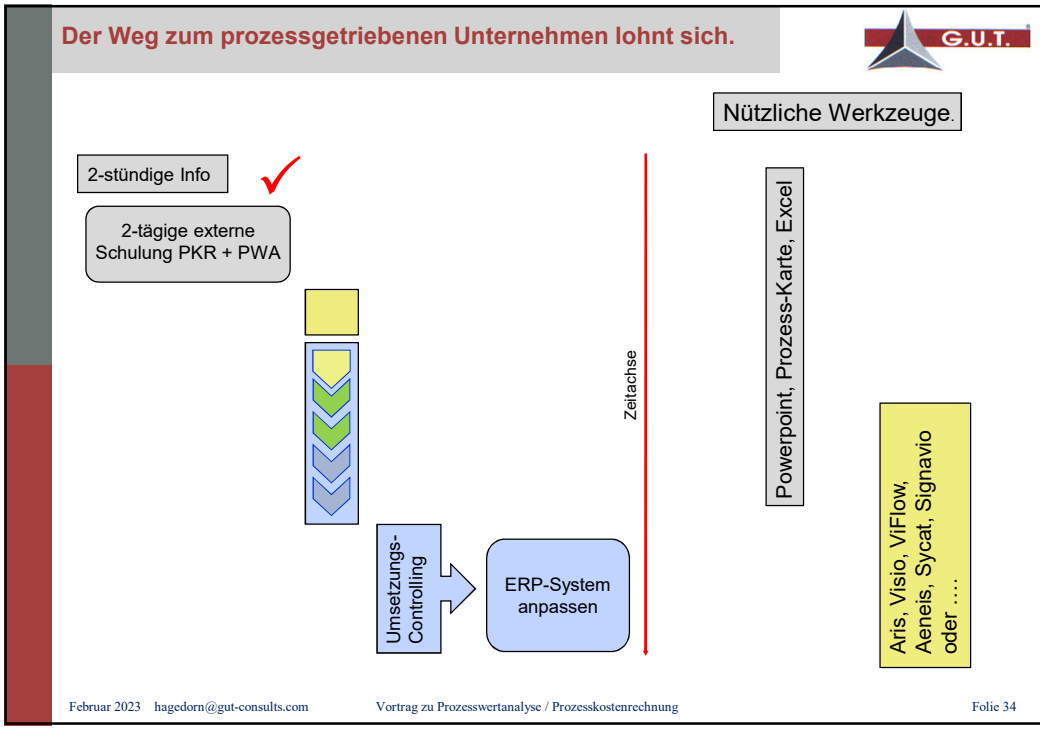 Der Weg zum prozessgetriebenen Unternehmen lohnt sich.
G.U.T.
Nützliche Werkzeuge.
2-stündige Info
2-tägige externe
Schulung PKR + PWA
Zeitachse
Powerpoint, Prozess-Karte, Excel
Umsetzungs-
Controlling
ERP-System
anpassen
Aris, Visio, ViFlow,
Aeneis, Sycat, Signavio
oder ….
Februar 2023 hagedorn@gut-consults.com Vortrag zu Prozesswertanalyse / Prozesskostenrechnung Folie 34